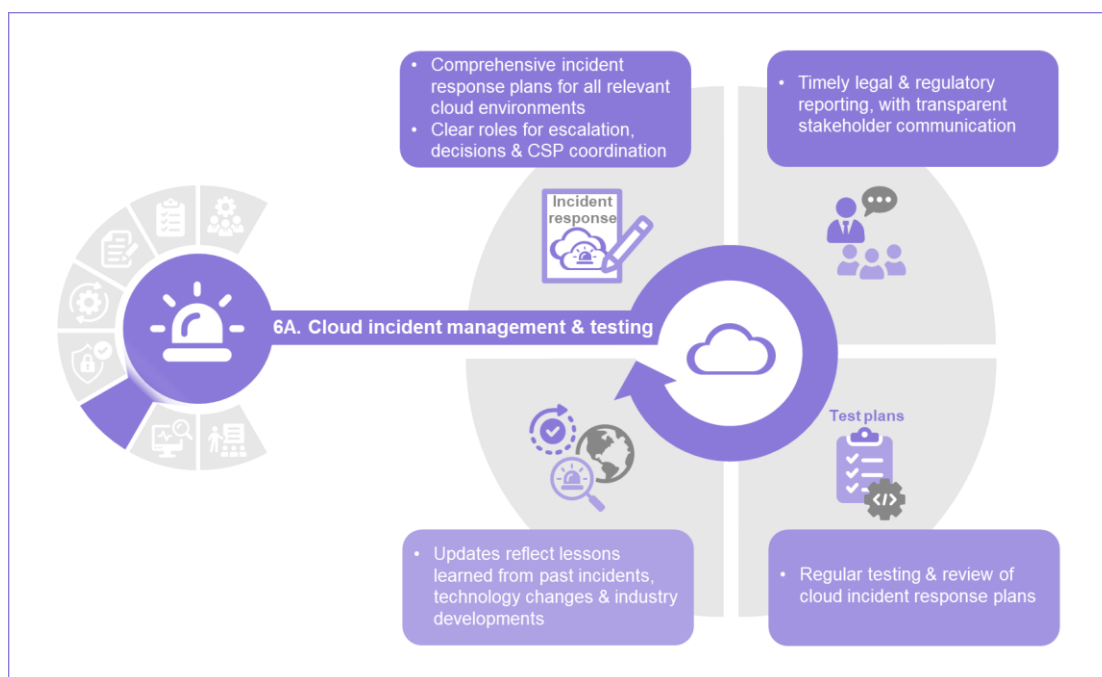 • Comprehensive incident
response plans for all relevant
cloud environments
• Clear roles for escalation,
decisions & CSP coordination
• Timely legal & regulatory
reporting, with transparent
stakeholder communication
Incident
response
6A. Cloud incident management & testing
Test plans
</>
• Updates reflect lessons
learned from past incidents,
technology changes & industry
developments
• Regular testing & review of
cloud incident response plans